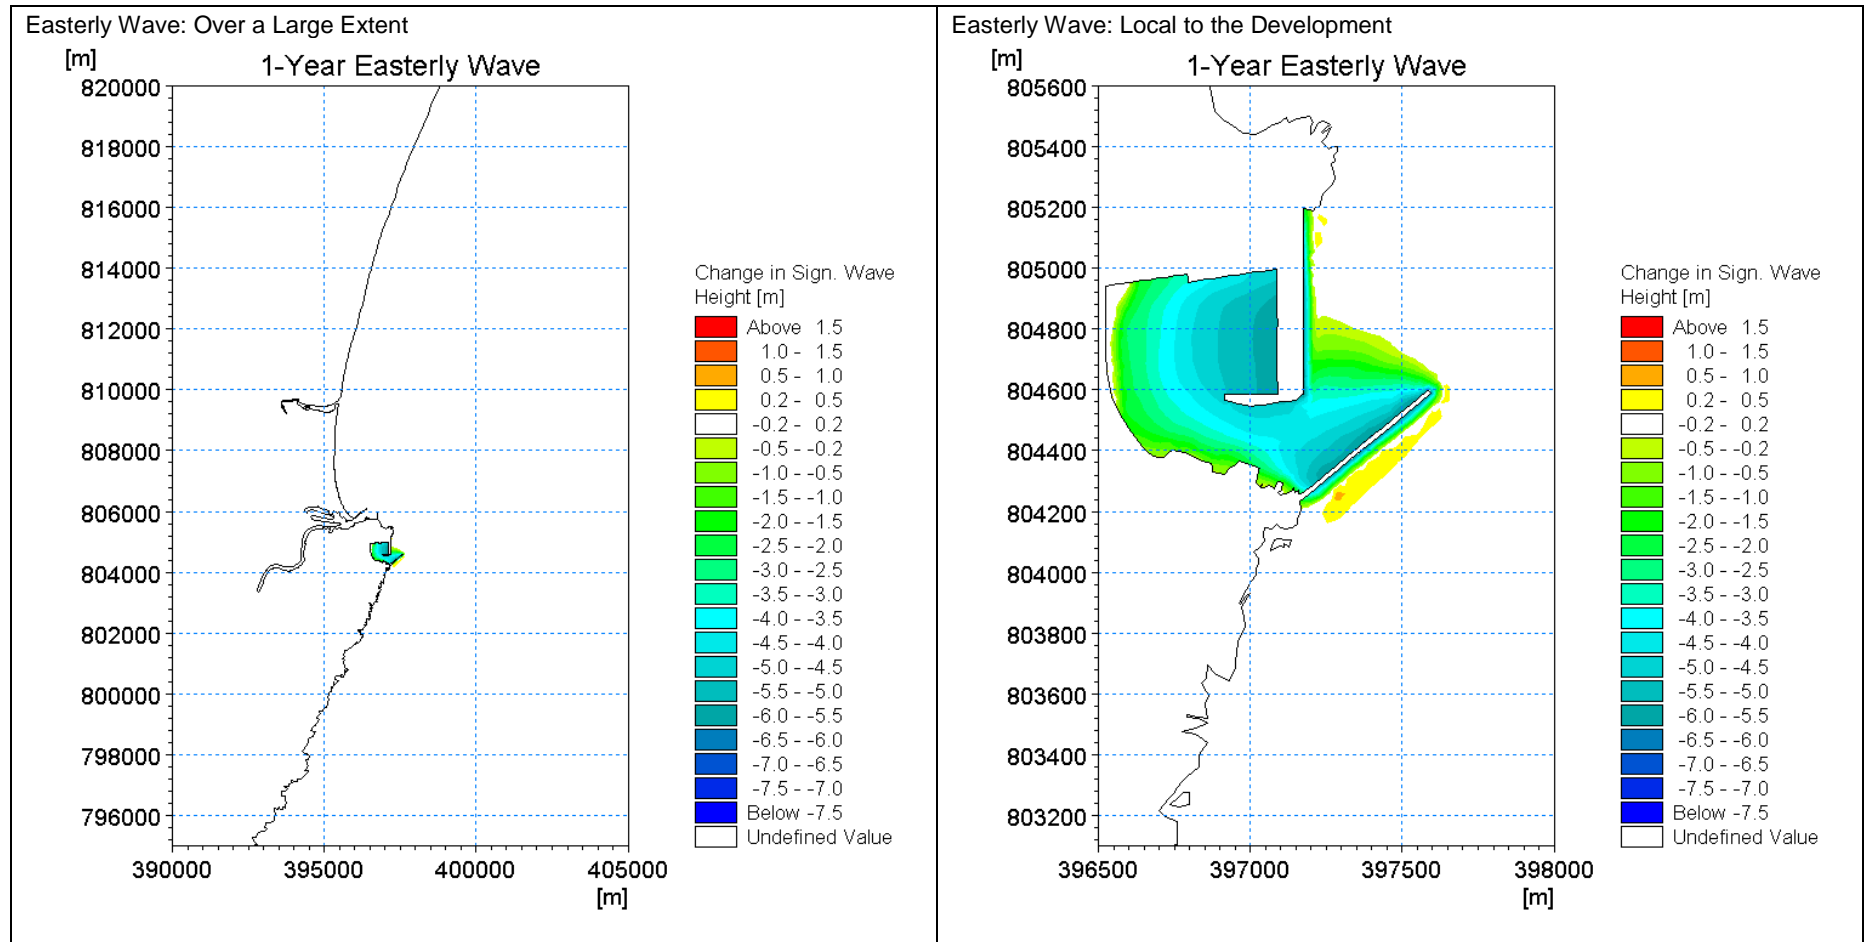 Easterly Wave: Over a Large Extent
[m]
1-Year Easterly Wave
820000
818000
816000
814000
812000
810000
808000
806000
804000
802000
800000
798000
796000
390000 395000 400000 405000
[m]
Change in Sign. Wave
Height [m]
Above 1.5
1.0 - 1.5
0.5 - 1.0
0.2 - 0.5
-0.2 - 0.2
-0.5 - -0.2
-1.0 - -0.5
-1.5 - -1.0
-2.0 - -1.5
-2.5 - -2.0
-3.0 - -2.5
-3.5 - -3.0
-4.0 - -3.5
-4.5 - -4.0
-5.0 - -4.5
-5.5 - -5.0
-6.0 - -5.5
-6.5 - -6.0
-7.0 - -6.5
-7.5 - -7.0
Below -7.5
Undefined Value
Easterly Wave: Local to the Development
[m]
1-Year Easterly Wave
805600
805400
805200
805000
804800
804600
804400
804200
804000
803800
803600
803400
803200
396500 397000 397500 398000
[m]
Change in Sign. Wave
Height [m]
Above 1.5
1.0 - 1.5
0.5 - 1.0
0.2 - 0.5
-0.2 - 0.2
-0.5 - -0.2
-1.0 - -0.5
-1.5 - -1.0
-2.0 - -1.5
-2.5 - -2.0
-3.0 - -2.5
-3.5 - -3.0
-4.0 - -3.5
-4.5 - -4.0
-5.0 - -4.5
-5.5 - -5.0
-6.0 - -5.5
-6.5 - -6.0
-7.0 - -6.5
-7.5 - -7.0
Below -7.5
Undefined Value